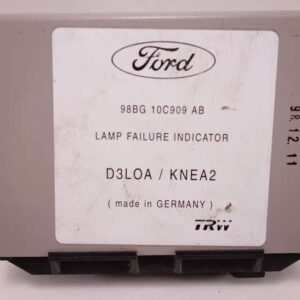 Ford
98BG 10C909 AB
LAMP FAILURE INDICATOR
D3LOA / KNEA2
( made in GERMANY )
TRW
98.12.11